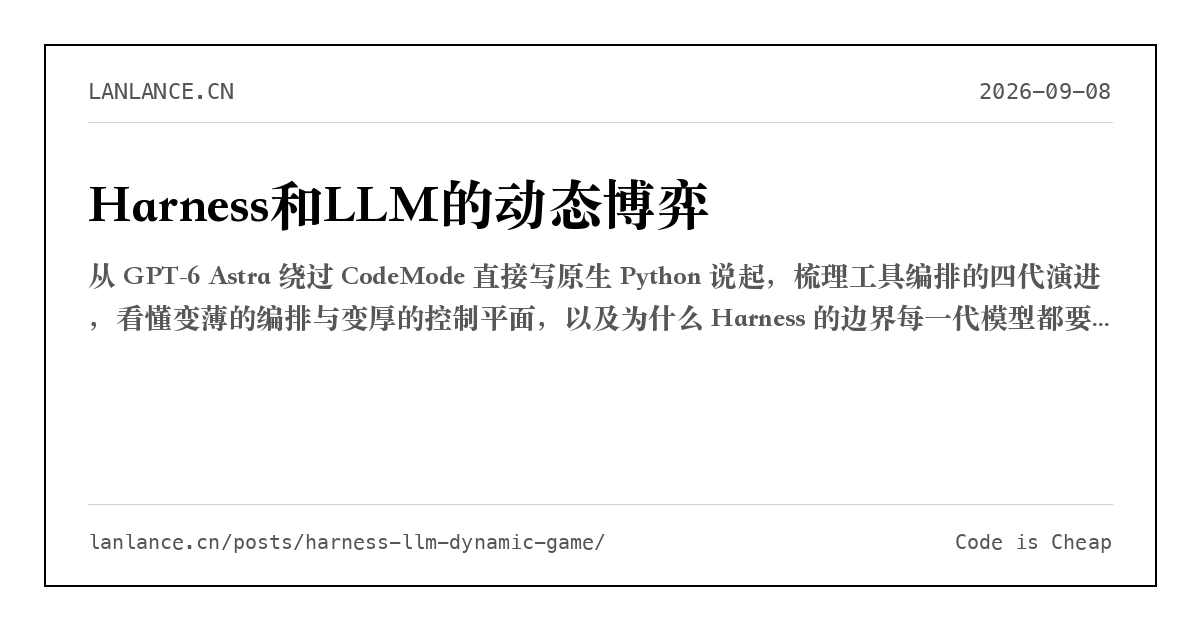 LANLANCE.CN
2026-09-08
Harness和LLM的动态博弈
从 GPT-6 Astra 绕过 CodeMode 直接写原生 Python 说起，梳理工具编排的四代演进
，看懂变薄的编排与变厚的控制平面，以及为什么 Harness 的边界每一代模型都要...
lanlance.cn/posts/harness-llm-dynamic-game/
Code is Cheap